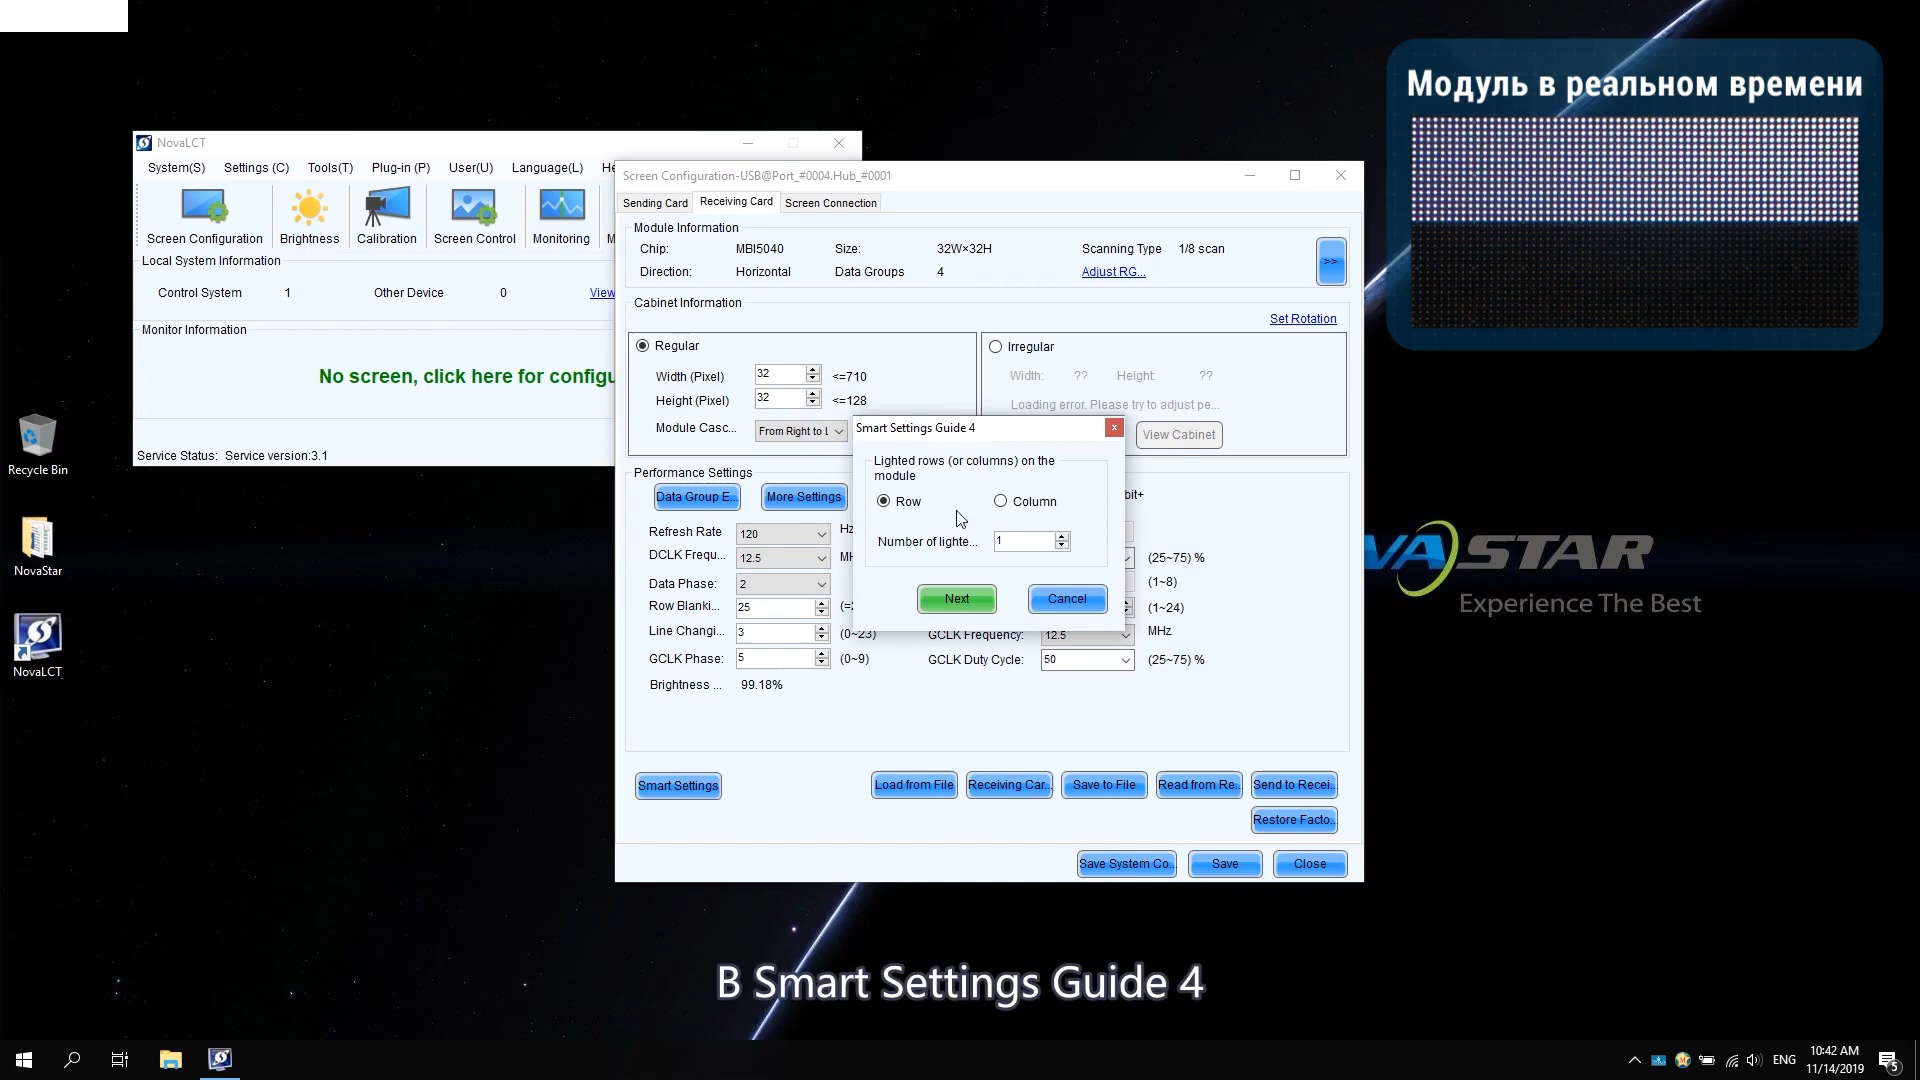 Модуль в реальном времени
NovaLCT
System(S) Settings (C) Tools(T) Plug-in (P) User(U) Language(L) He
Screen Configuration Brightness Calibration Screen Control Monitoring M
Local System Information
Control System 1 Other Device 0 View
Monitor Information
No screen, click here for configu
Service Status: Service version:3.1
Screen Configuration-USB@Port_#0004.Hub_#0001
Sending Card Receiving Card Screen Connection
Module Information
Chip: MBI5040 Size: 32W×32H Scanning Type 1/8 scan
Direction: Horizontal Data Groups 4 Adjust RG...
>>
Cabinet Information
Set Rotation
Regular
Width (Pixel) 32 <=710
Height (Pixel) 32 <=128
Module Casc... From Right to L
Irregular
Width: ?? Height: ??
Loading error. Please try to adjust pe...
View Cabinet
Smart Settings Guide 4
x
Lighted rows (or columns) on the
module
Row Column
Number of lighte... 1
Next Cancel
Performance Settings
Data Group E... More Settings bit+
Refresh Rate 120 Hz
DCLK Frequ... 12.5 MH (25~75) %
Data Phase: 2 (1~8)
Row Blanki... 25 (=2 (1~24)
Line Changi... 3 (0~23) GCLK Frequency: 12.5 MHz
GCLK Phase: 5 (0~9) GCLK Duty Cycle: 50 (25~75) %
Brightness ... 99.18%
Smart Settings Load from File Receiving Car... Save to File Read from Re... Send to Recei...
Restore Facto...
Save System Co... Save Close
Recycle Bin
NovaStar
NovaLCT
VASTAR
Experience The Best
В Smart Settings Guide 4
ENG
10:42 AM
11/14/2019
5